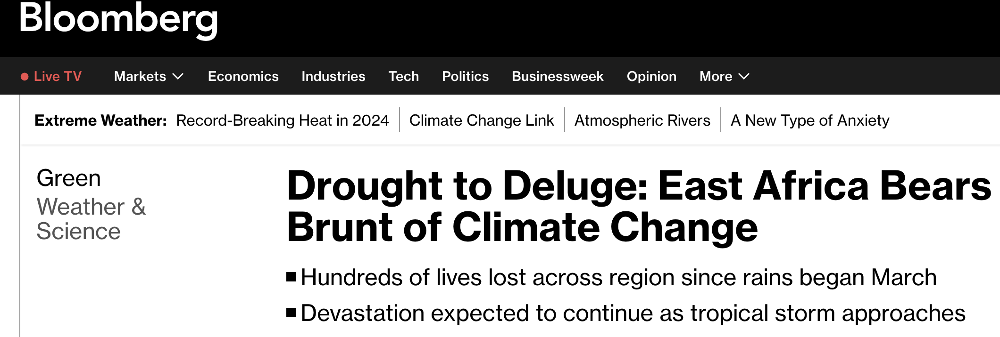 Bloomberg
Live TV Markets Economics Industries Tech Politics Businessweek Opinion More
Extreme Weather: Record-Breaking Heat in 2024 Climate Change Link Atmospheric Rivers A New Type of Anxiety
Green
Weather &
Science
Drought to Deluge: East Africa Bears
Brunt of Climate Change
Hundreds of lives lost across region since rains began March
Devastation expected to continue as tropical storm approaches